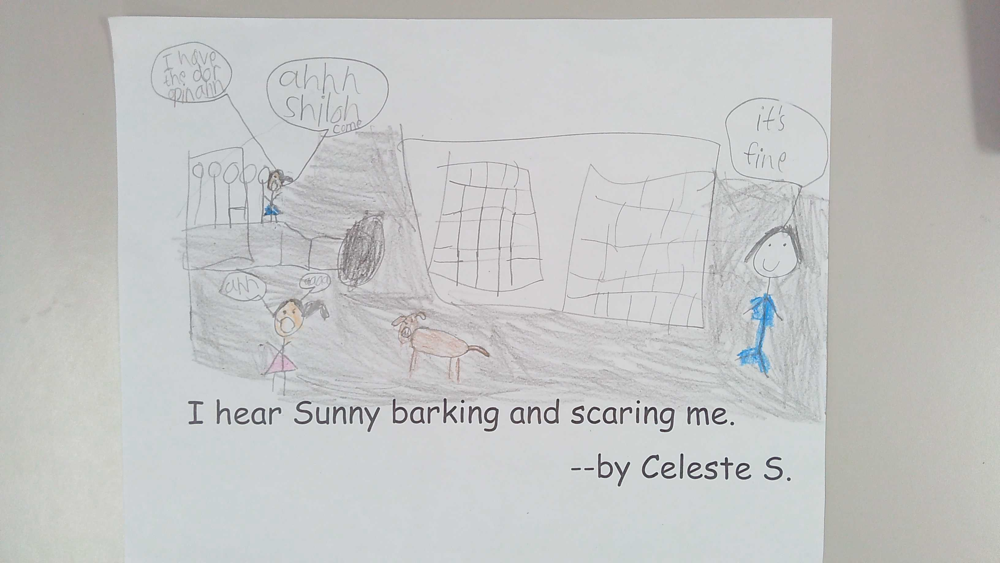 I have
the dor
opin ahh
ahhh
Shiloh
come
it's
fine
ahh
aaaa
I hear Sunny barking and scaring me.
--by Celeste S.